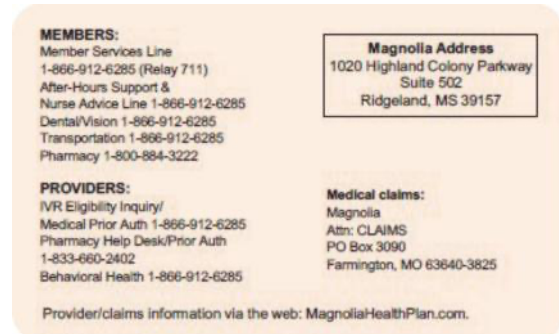 MEMBERS:
Member Services Line
1-866-912-6285 (Relay 711)
After-Hours Support &
Nurse Advice Line 1-866-912-6285
Dental/Vision 1-866-912-6285
Transportation 1-866-912-6285
Pharmacy 1-800-884-3222
Magnolia Address
1020 Highland Colony Parkway
Suite 502
Ridgeland, MS 39157
PROVIDERS:
IVR Eligibility Inquiry/
Medical Prior Auth 1-866-912-6285
Pharmacy Help Desk/Prior Auth
1-833-660-2402
Behavioral Health 1-866-912-6285
Medical claims:
Magnolia
Attn: CLAIMS
PO Box 3090
Farmington, MO 63640-3825
Provider/claims information via the web: MagnoliaHealthPlan.com.